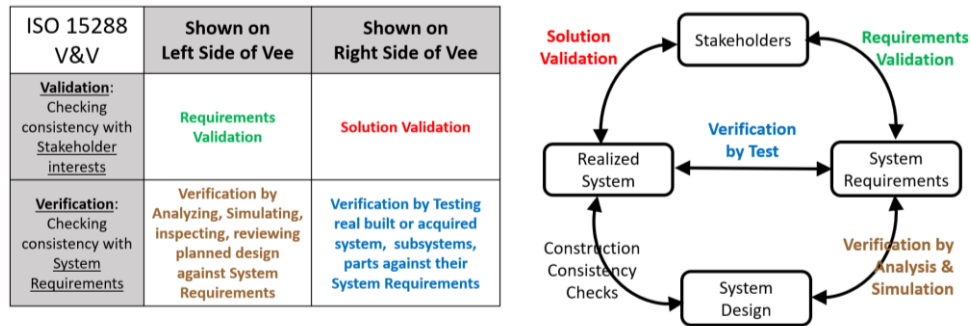 ISO 15288
V&V
Shown on
Left Side of Vee
Shown on
Right Side of Vee
Validation:
Checking
consistency with
Stakeholder
interests
Requirements
Validation
Solution Validation
Verification:
Checking
consistency with
System
Requirements
Verification by
Analyzing, Simulating,
inspecting, reviewing
planned design
against System
Requirements
Verification by Testing
real built or acquired
system, subsystems,
parts against their
System Requirements
Solution
Validation
Stakeholders
Requirements
Validation
Verification
by Test
Realized
System
System
Requirements
Construction
Consistency
Checks
Verification by
Analysis &
Simulation
System
Design